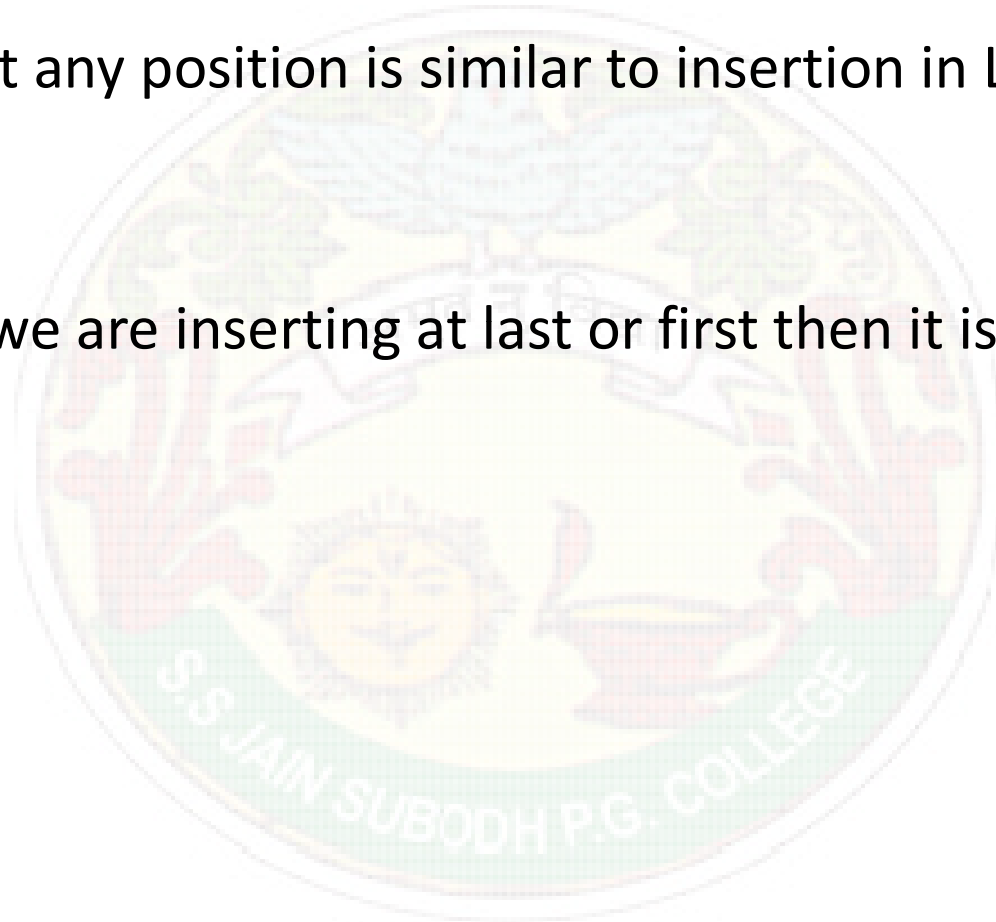 t any position is similar to insertion in L
we are inserting at last or first then it is
S.S JAIN SUBODH P.G. COLLEGE